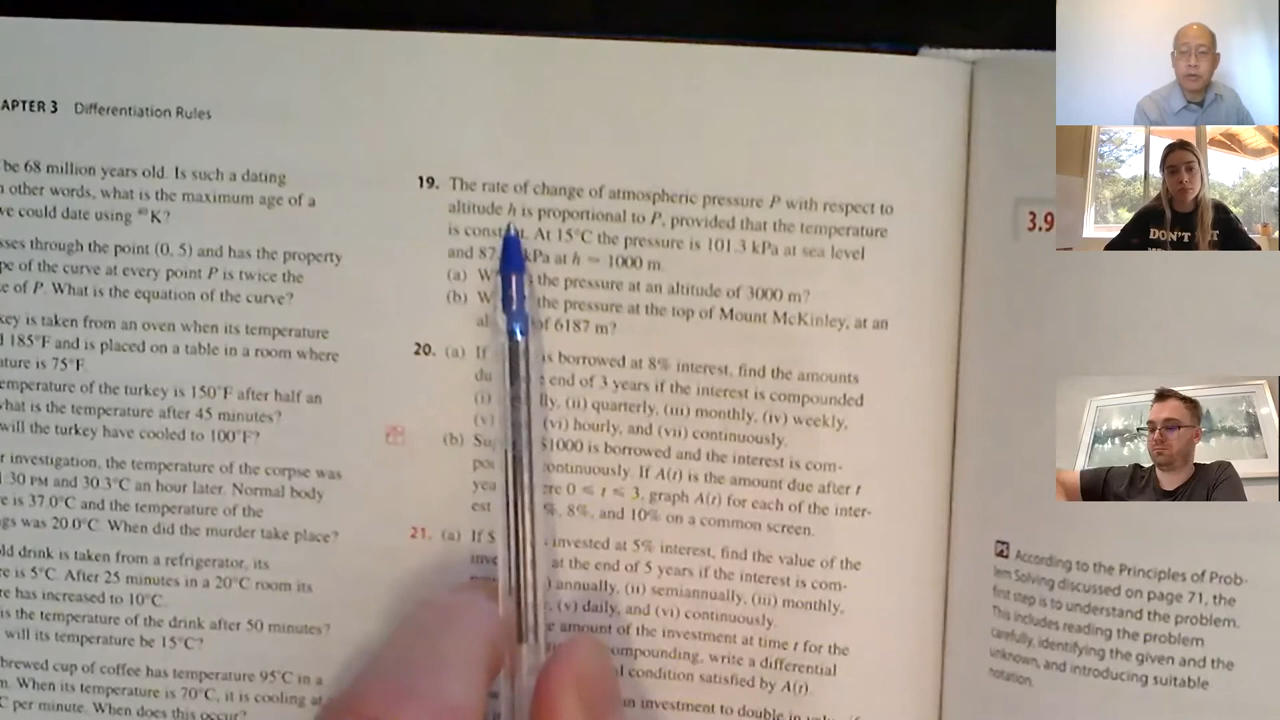 APTER 3 Differentiation Rules
be 68 million years old. Is such a dating
other words, what is the maximum age of
we could date using ⁴⁰K?
sses through the point (0, 5) and has the property
pe of the curve at every point P is twice the
e of P. What is the equation of the curve?
key is taken from an oven when its temperature
185°F and is placed on a table in a room where
ature is 75°F.
emperature of the turkey is 150°F after half an
what is the temperature after 45 minutes?
will the turkey have cooled to 100°F?
r investigation, the temperature of the corpse was
30 PM and 30.3°C an hour later. Normal body
e is 37.0°C and the temperature of the
gs was 20.0°C. When did the murder take place?
ld drink is taken from a refrigerator, its
re is 5°C. After 25 minutes in a 20°C room its
re has increased to 10°C.
is the temperature of the drink after 50 minutes?
will its temperature be 15°C?
brewed cup of coffee has temperature 95°C in a
m. When its temperature is 70°C, it is cooling at
C per minute. When does this occur?
19. The rate of change of atmospheric pressure P with respect to
altitude h is proportional to P, provided that the temperature
is const t. At 15°C the pressure is 101.3 kPa at sea level
and 87 kPa at h = 1000 m.
(a) W the pressure at an altitude of 3000 m?
(b) W the pressure at the top of Mount McKinley, at an
al of 6187 m?
20. (a) If is borrowed at 8% interest, find the amounts
du end of 3 years if the interest is compounded
(i) lly, (ii) quarterly, (iii) monthly, (iv) weekly,
(v) (vi) hourly, and (vii) continuously.
(b) Su $1000 is borrowed and the interest is com-
pou ontinuously. If A(t) is the amount due after t
yea ere 0 ≤ t ≤ 3, graph A(t) for each of the inter-
est %, 8%, and 10% on a common screen.
21. (a) If $ invested at 5% interest, find the value of the
inve at the end of 5 years if the interest is com-
) annually, (ii) semiannually, (iii) monthly,
, (v) daily, and (vi) continuously.
e amount of the investment at time t for the
ompounding, write a differential
l condition satisfied by A(t).
an investment to double in
3.9
PS According to the Principles of Prob-
lem Solving discussed on page 71, the
first step is to understand the problem.
This includes reading the problem
carefully, identifying the given and the
unknown, and introducing suitable
notation.
DON'T